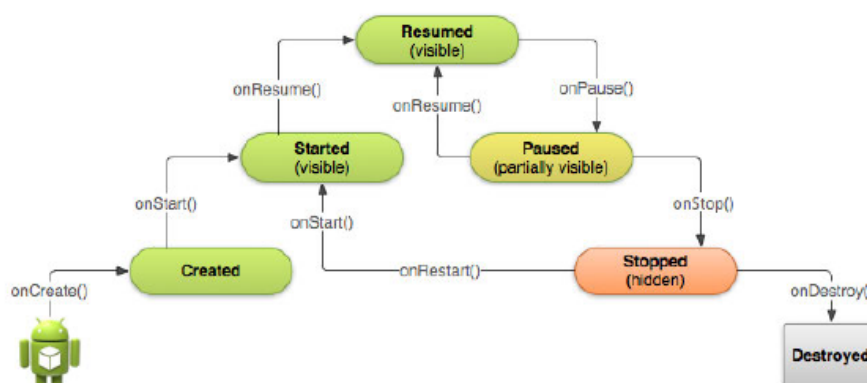 Resumed
(visible)
onResume()
onResume()
onPause()
Started
(visible)
Paused
(partially visible)
onStart()
onStart()
onStop()
Created
onRestart()
Stopped
(hidden)
onCreate()
onDestroy()
Destroyed